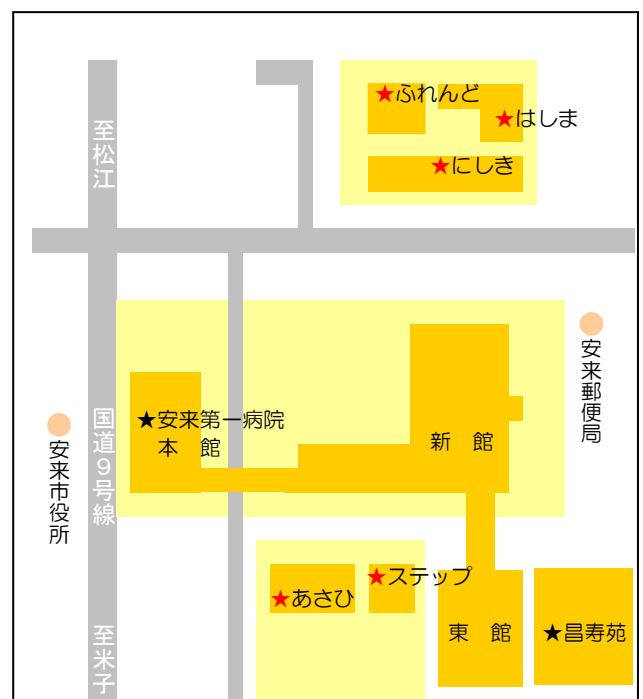 ★ふれんど
★はしま
★にしき
至松江
安来郵便局
国道9号線
★安来第一病院
本 館
新 館
安来市役所
★ステップ
★あさひ
東 館
★昌寿苑
至米子